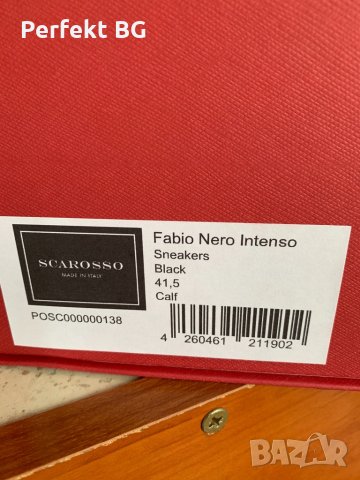 Perfekt BG
SCAROSSO
MADE IN ITALY
POSC000000138
Fabio Nero Intenso
Sneakers
Black
41,5
Calf
4 260461 211902
BAZAR